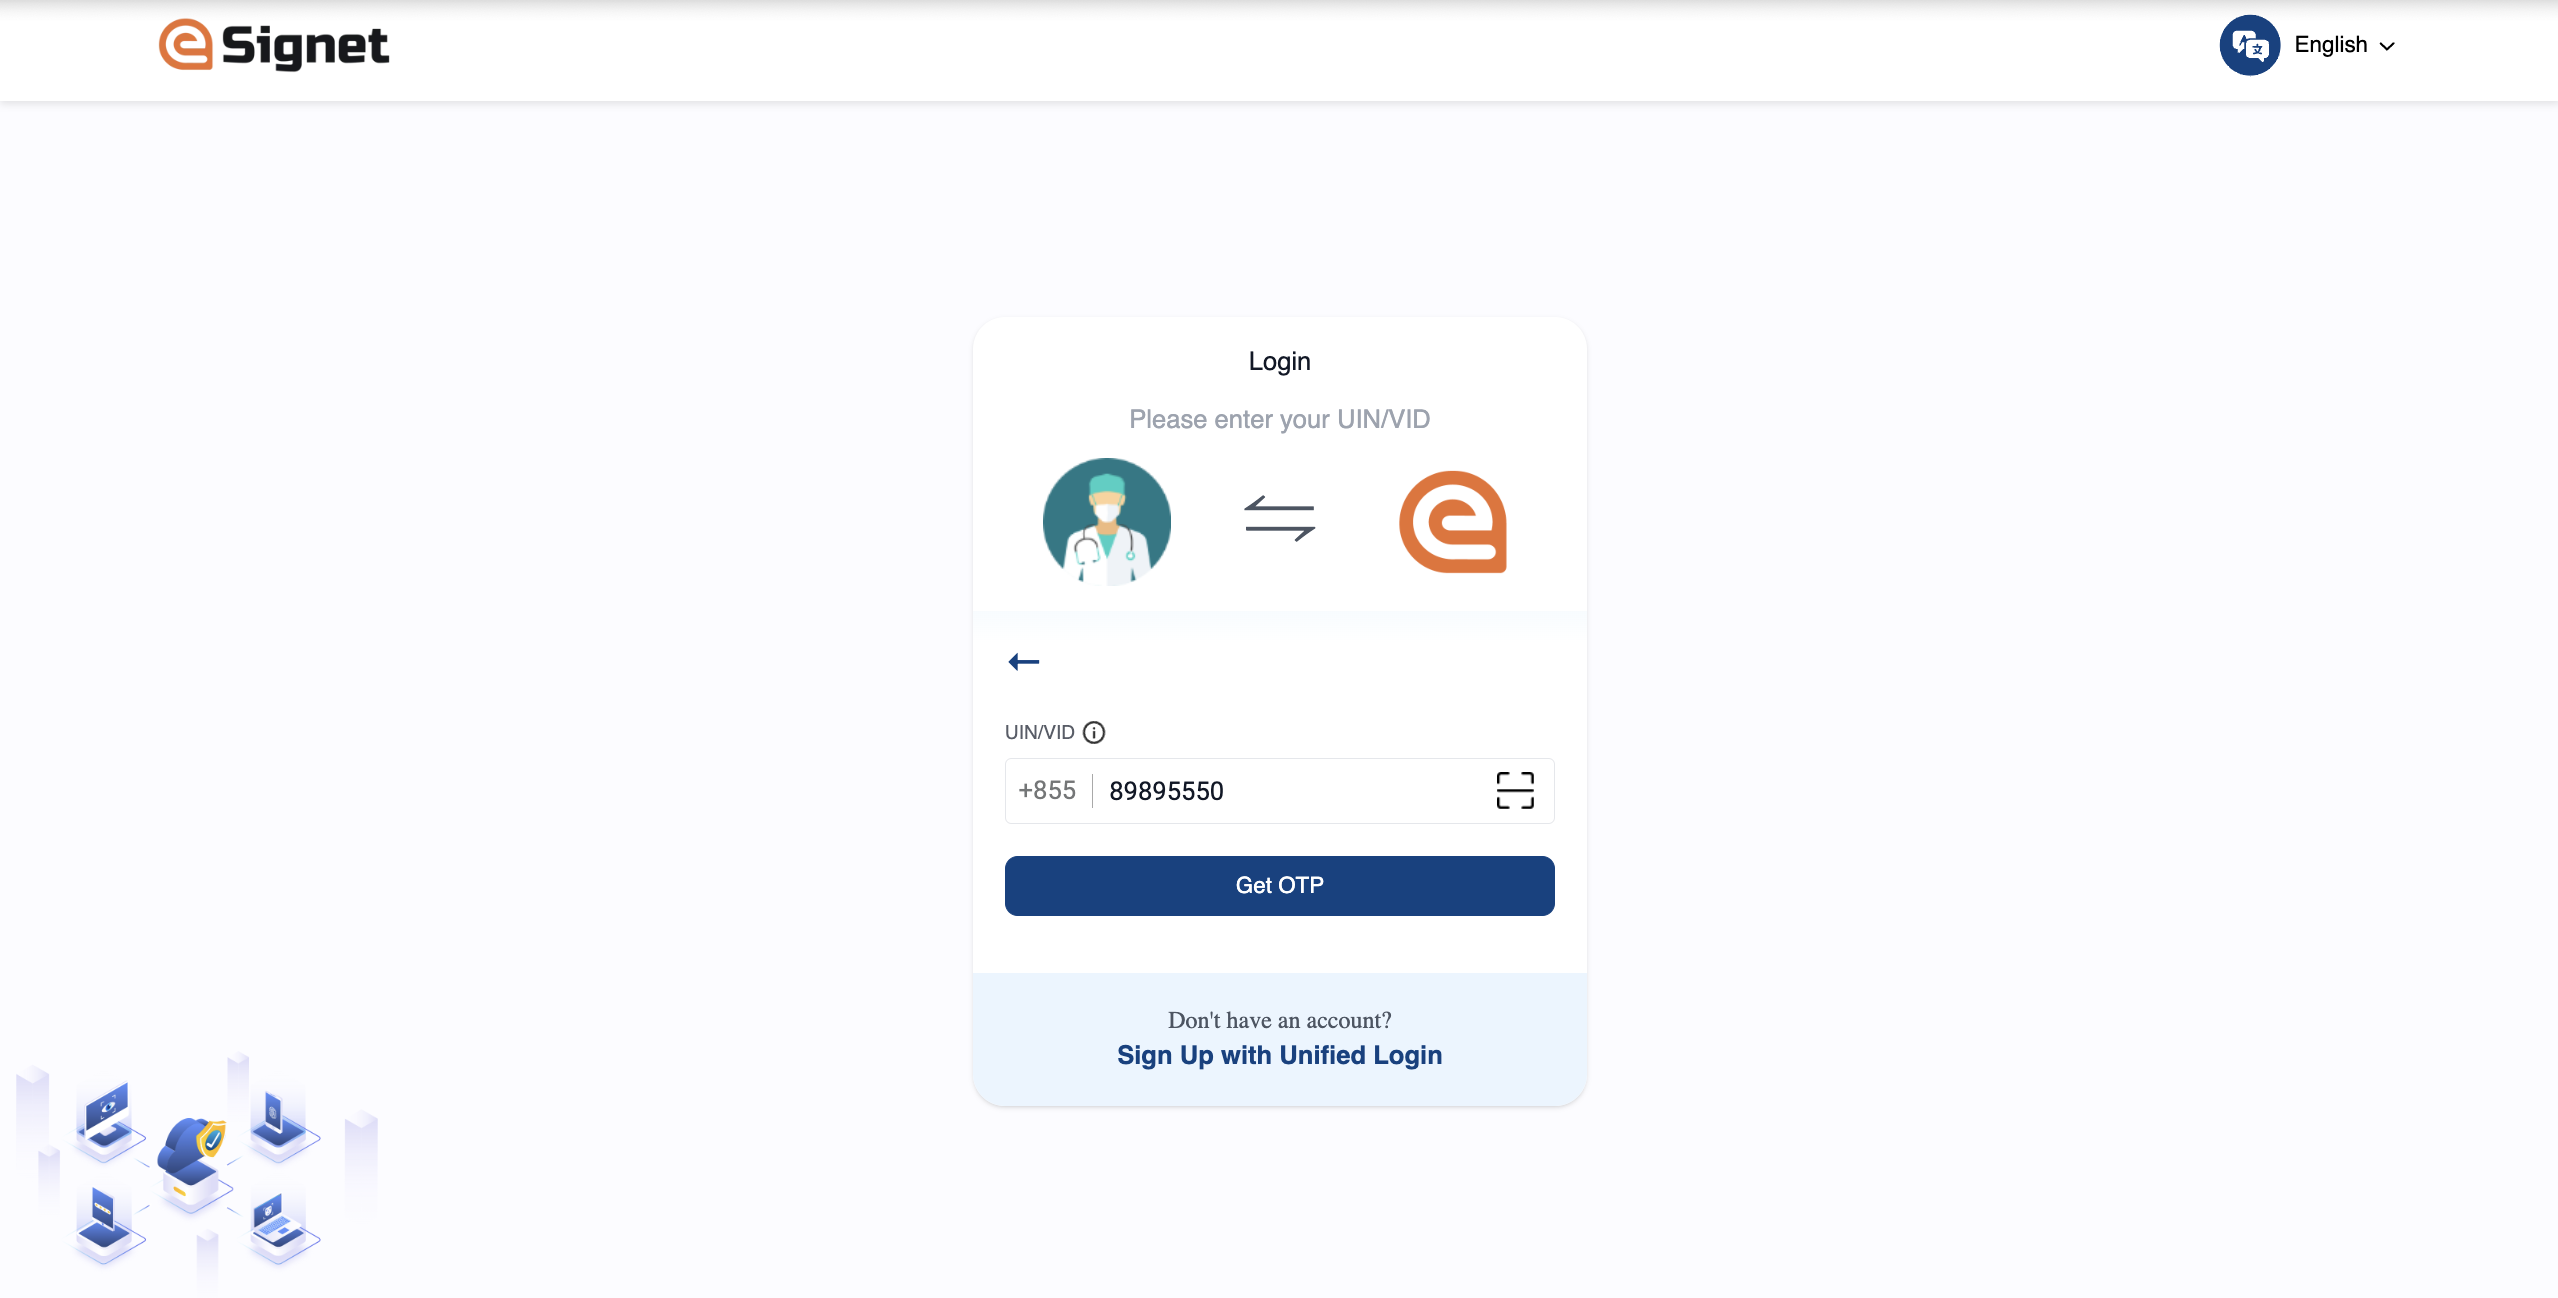 Signet
English
Login
Please enter your UIN/VID
UIN/VID
+855 89895550
Get OTP
Don't have an account?
Sign Up with Unified Login